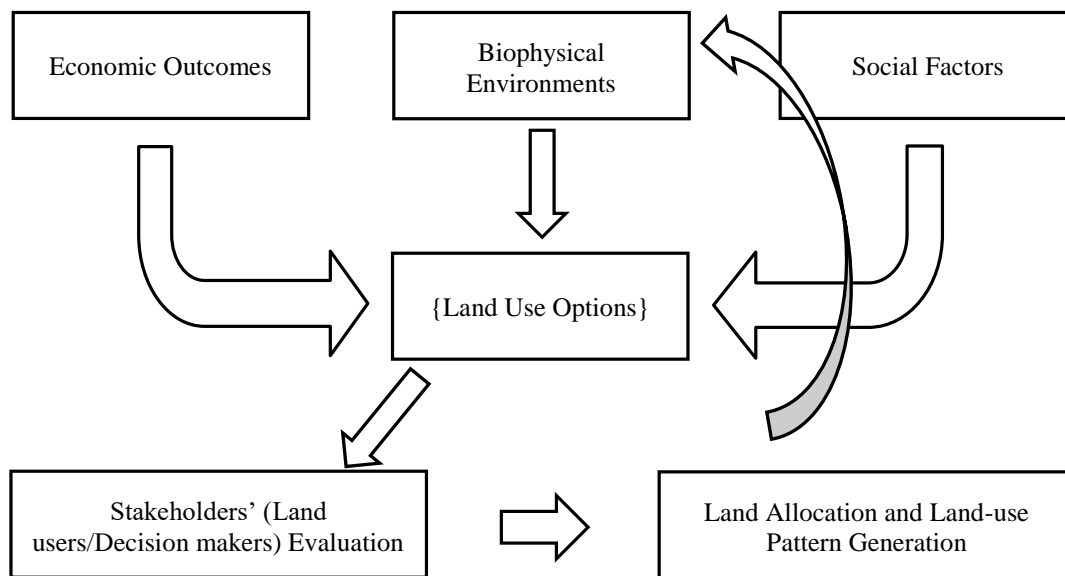 Economic Outcomes
Biophysical
Environments
Social Factors
{Land Use Options}
Stakeholders’ (Land
users/Decision makers) Evaluation
Land Allocation and Land-use
Pattern Generation